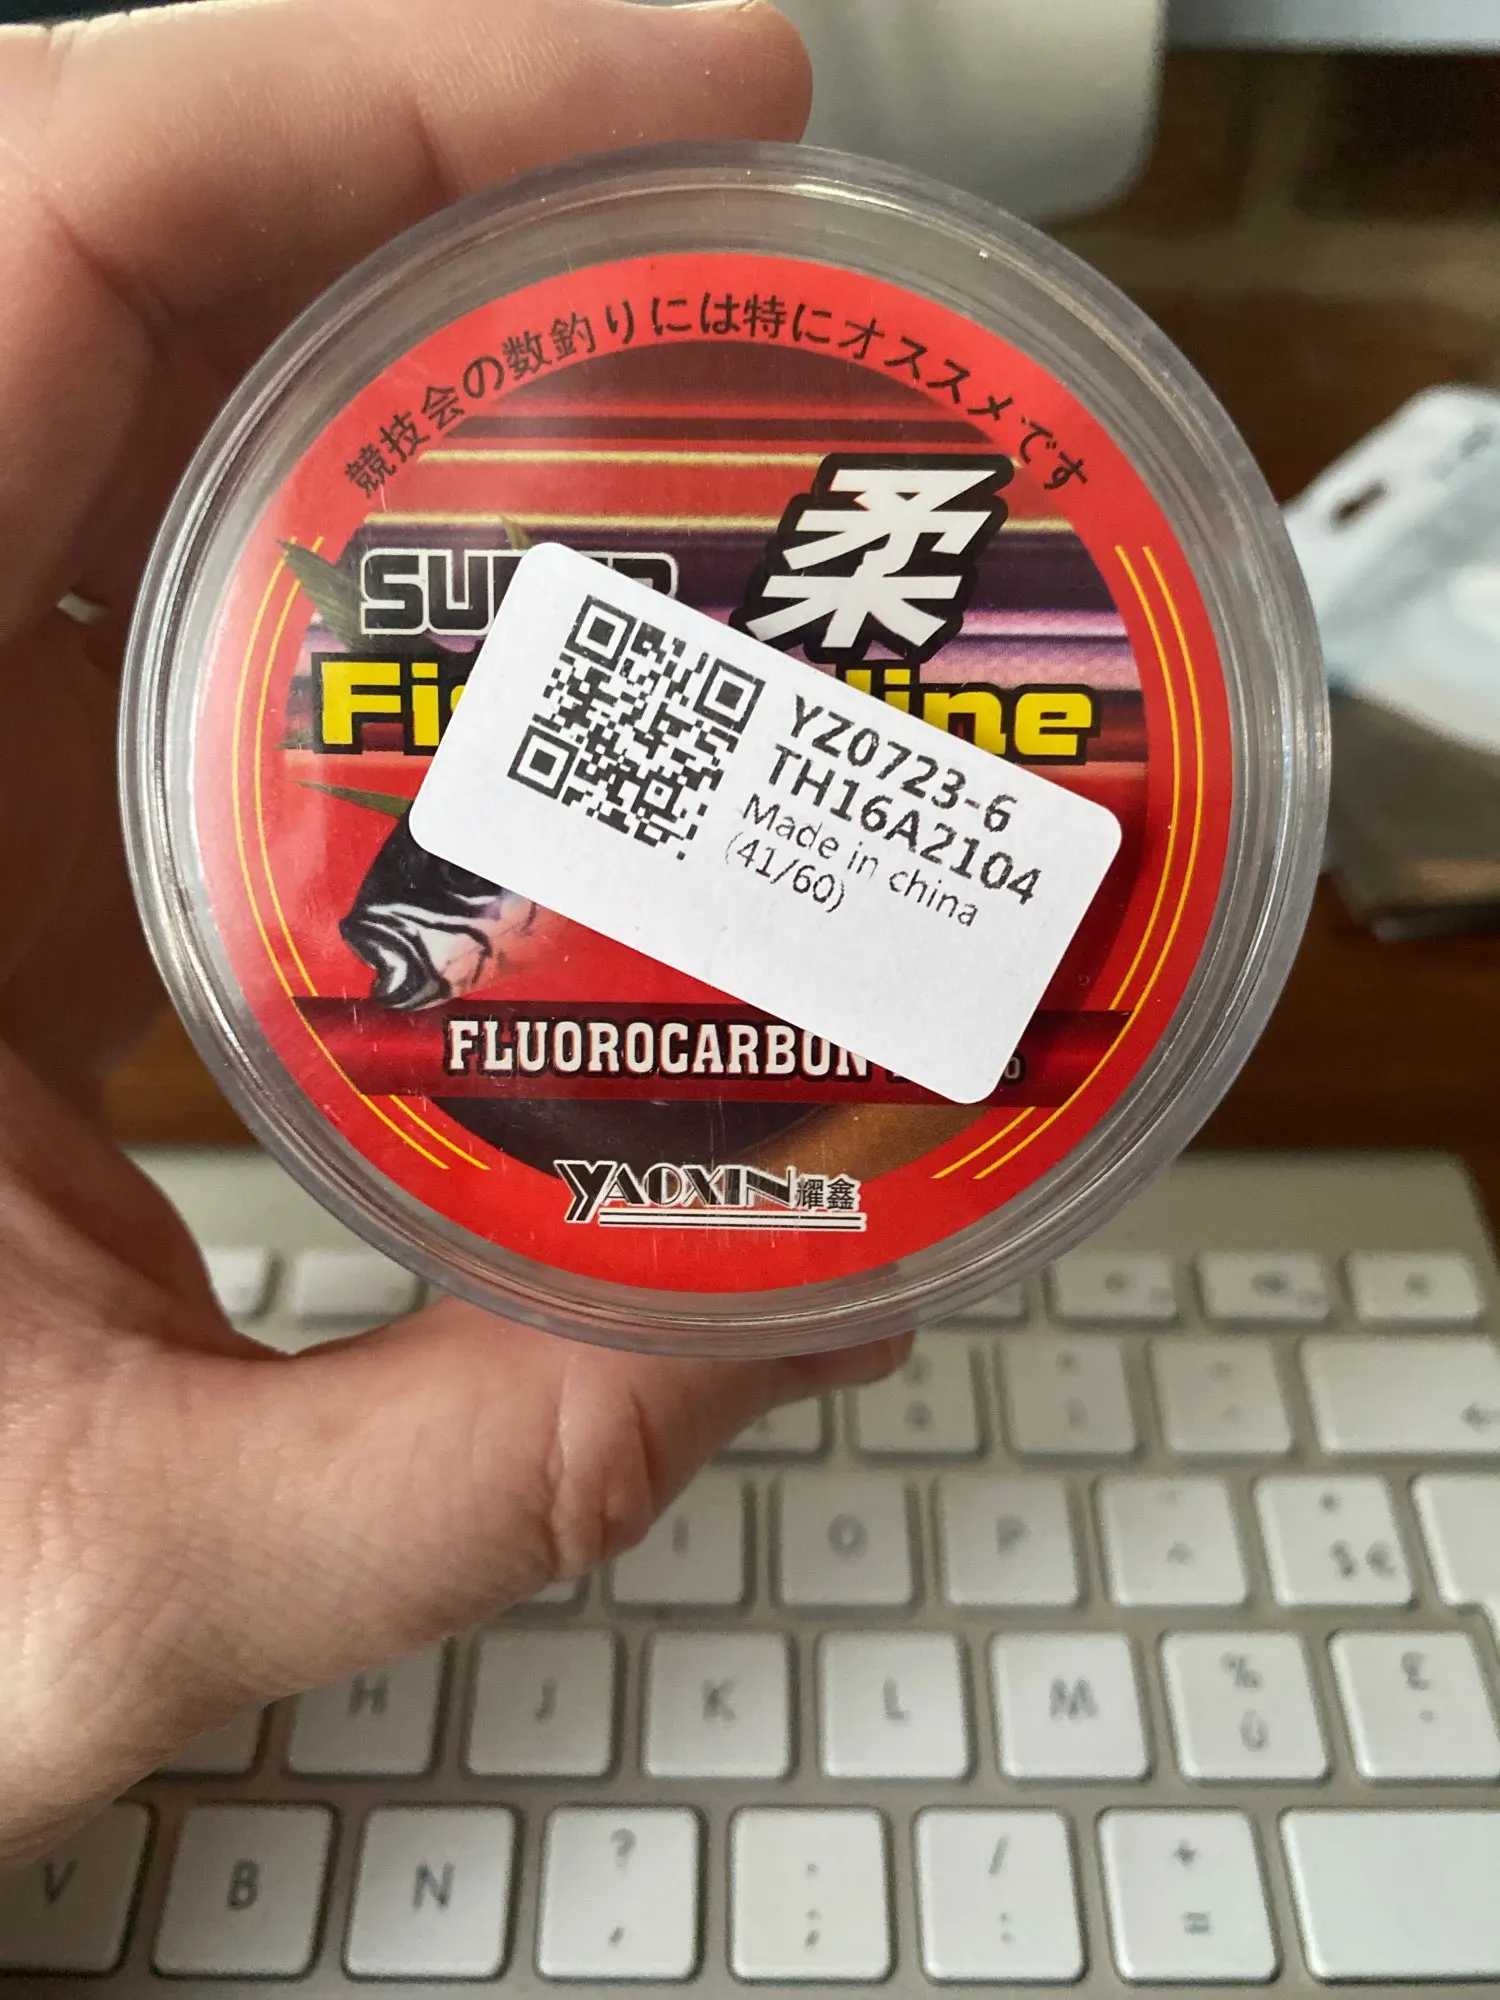 競技会の数釣りには特にオススメです
柔
SUPER
Fi
line
YZ0723-6
TH16A2104
Made in china
(41/60)
FLUOROCARBON
YAOXIN耀鑫
O
P
^
*
$ €
H
J
K
L
M
%
Ù
£
V
B
N
?
,
.
;
/
:
+
=